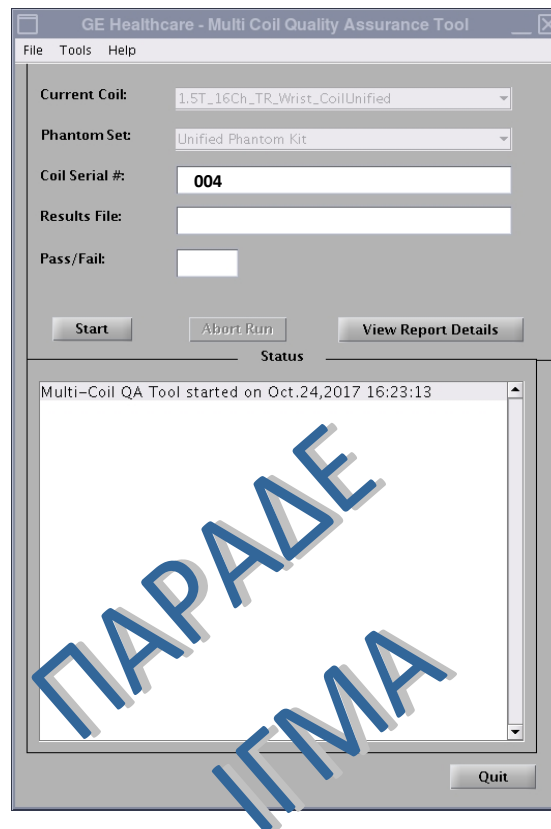 GE Healthcare - Multi Coil Quality Assurance Tool
File Tools Help
Current Coil: 1.5T_16Ch_TR_Wrist_CoilUnified
Phantom Set: Unified Phantom Kit
Coil Serial #: 004
Results File:
Pass/Fail:
Start Abort Run View Report Details
Status
Multi-Coil QA Tool started on Oct.24,2017 16:23:13
ΠΑΡΑΔΕ
ΙΓΜΑ
Quit